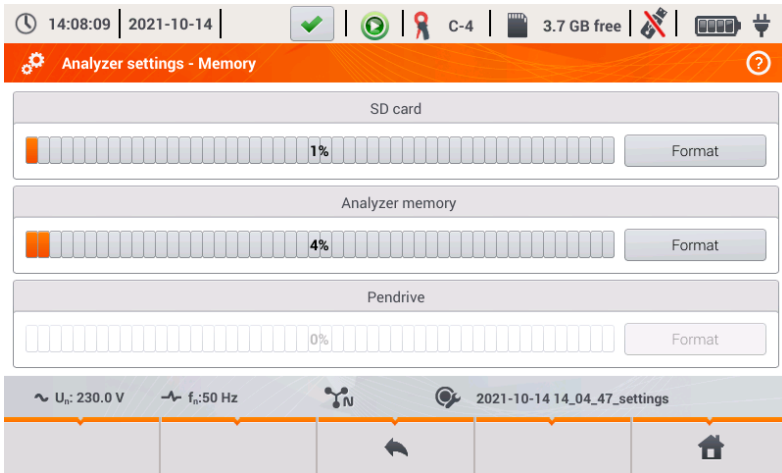 14:08:09 2021-10-14 C-4 3.7 GB free
Analyzer settings - Memory ?
SD card
1% Format
Analyzer memory
4% Format
Pendrive
0% Format
Uₙ: 230.0 V fₙ:50 Hz N 2021-10-14 14_04_47_settings